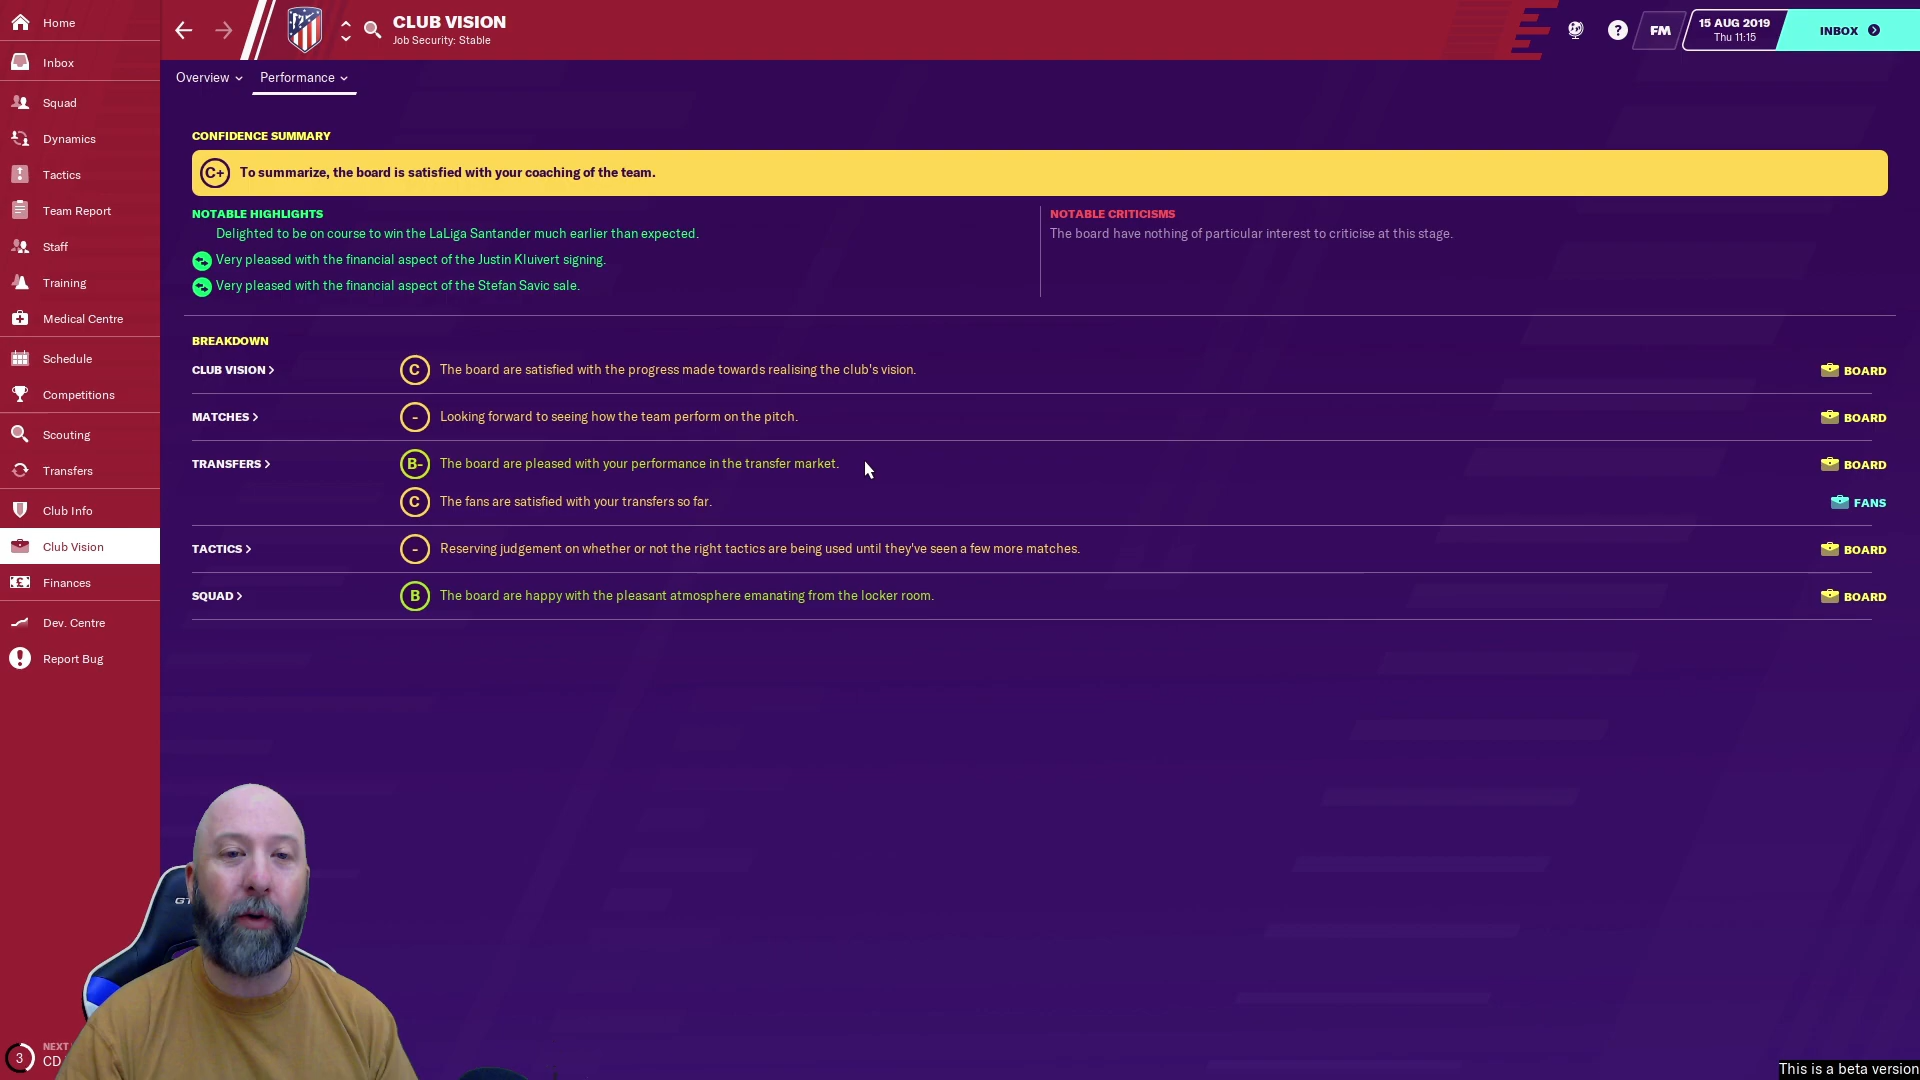 Home
Inbox
Squad
Dynamics
Tactics
Team Report
Staff
Training
Medical Centre
Schedule
Competitions
Scouting
Transfers
Club Info
Club Vision
Finances
Dev. Centre
Report Bug
CLUB VISION
Job Security: Stable
FM
15 AUG 2019
Thu 11:15
INBOX
Overview
Performance
CONFIDENCE SUMMARY
C+ To summarize, the board is satisfied with your coaching of the team.
NOTABLE HIGHLIGHTS
Delighted to be on course to win the LaLiga Santander much earlier than expected.
Very pleased with the financial aspect of the Justin Kluivert signing.
Very pleased with the financial aspect of the Stefan Savic sale.
NOTABLE CRITICISMS
The board have nothing of particular interest to criticise at this stage.
BREAKDOWN
CLUB VISION > C The board are satisfied with the progress made towards realising the club's vision. BOARD
MATCHES > - Looking forward to seeing how the team perform on the pitch. BOARD
TRANSFERS > B- The board are pleased with your performance in the transfer market. BOARD
C The fans are satisfied with your transfers so far. FANS
TACTICS > - Reserving judgement on whether or not the right tactics are being used until they've seen a few more matches. BOARD
SQUAD > B The board are happy with the pleasant atmosphere emanating from the locker room. BOARD
GT
3
NEXT
CD
This is a beta version